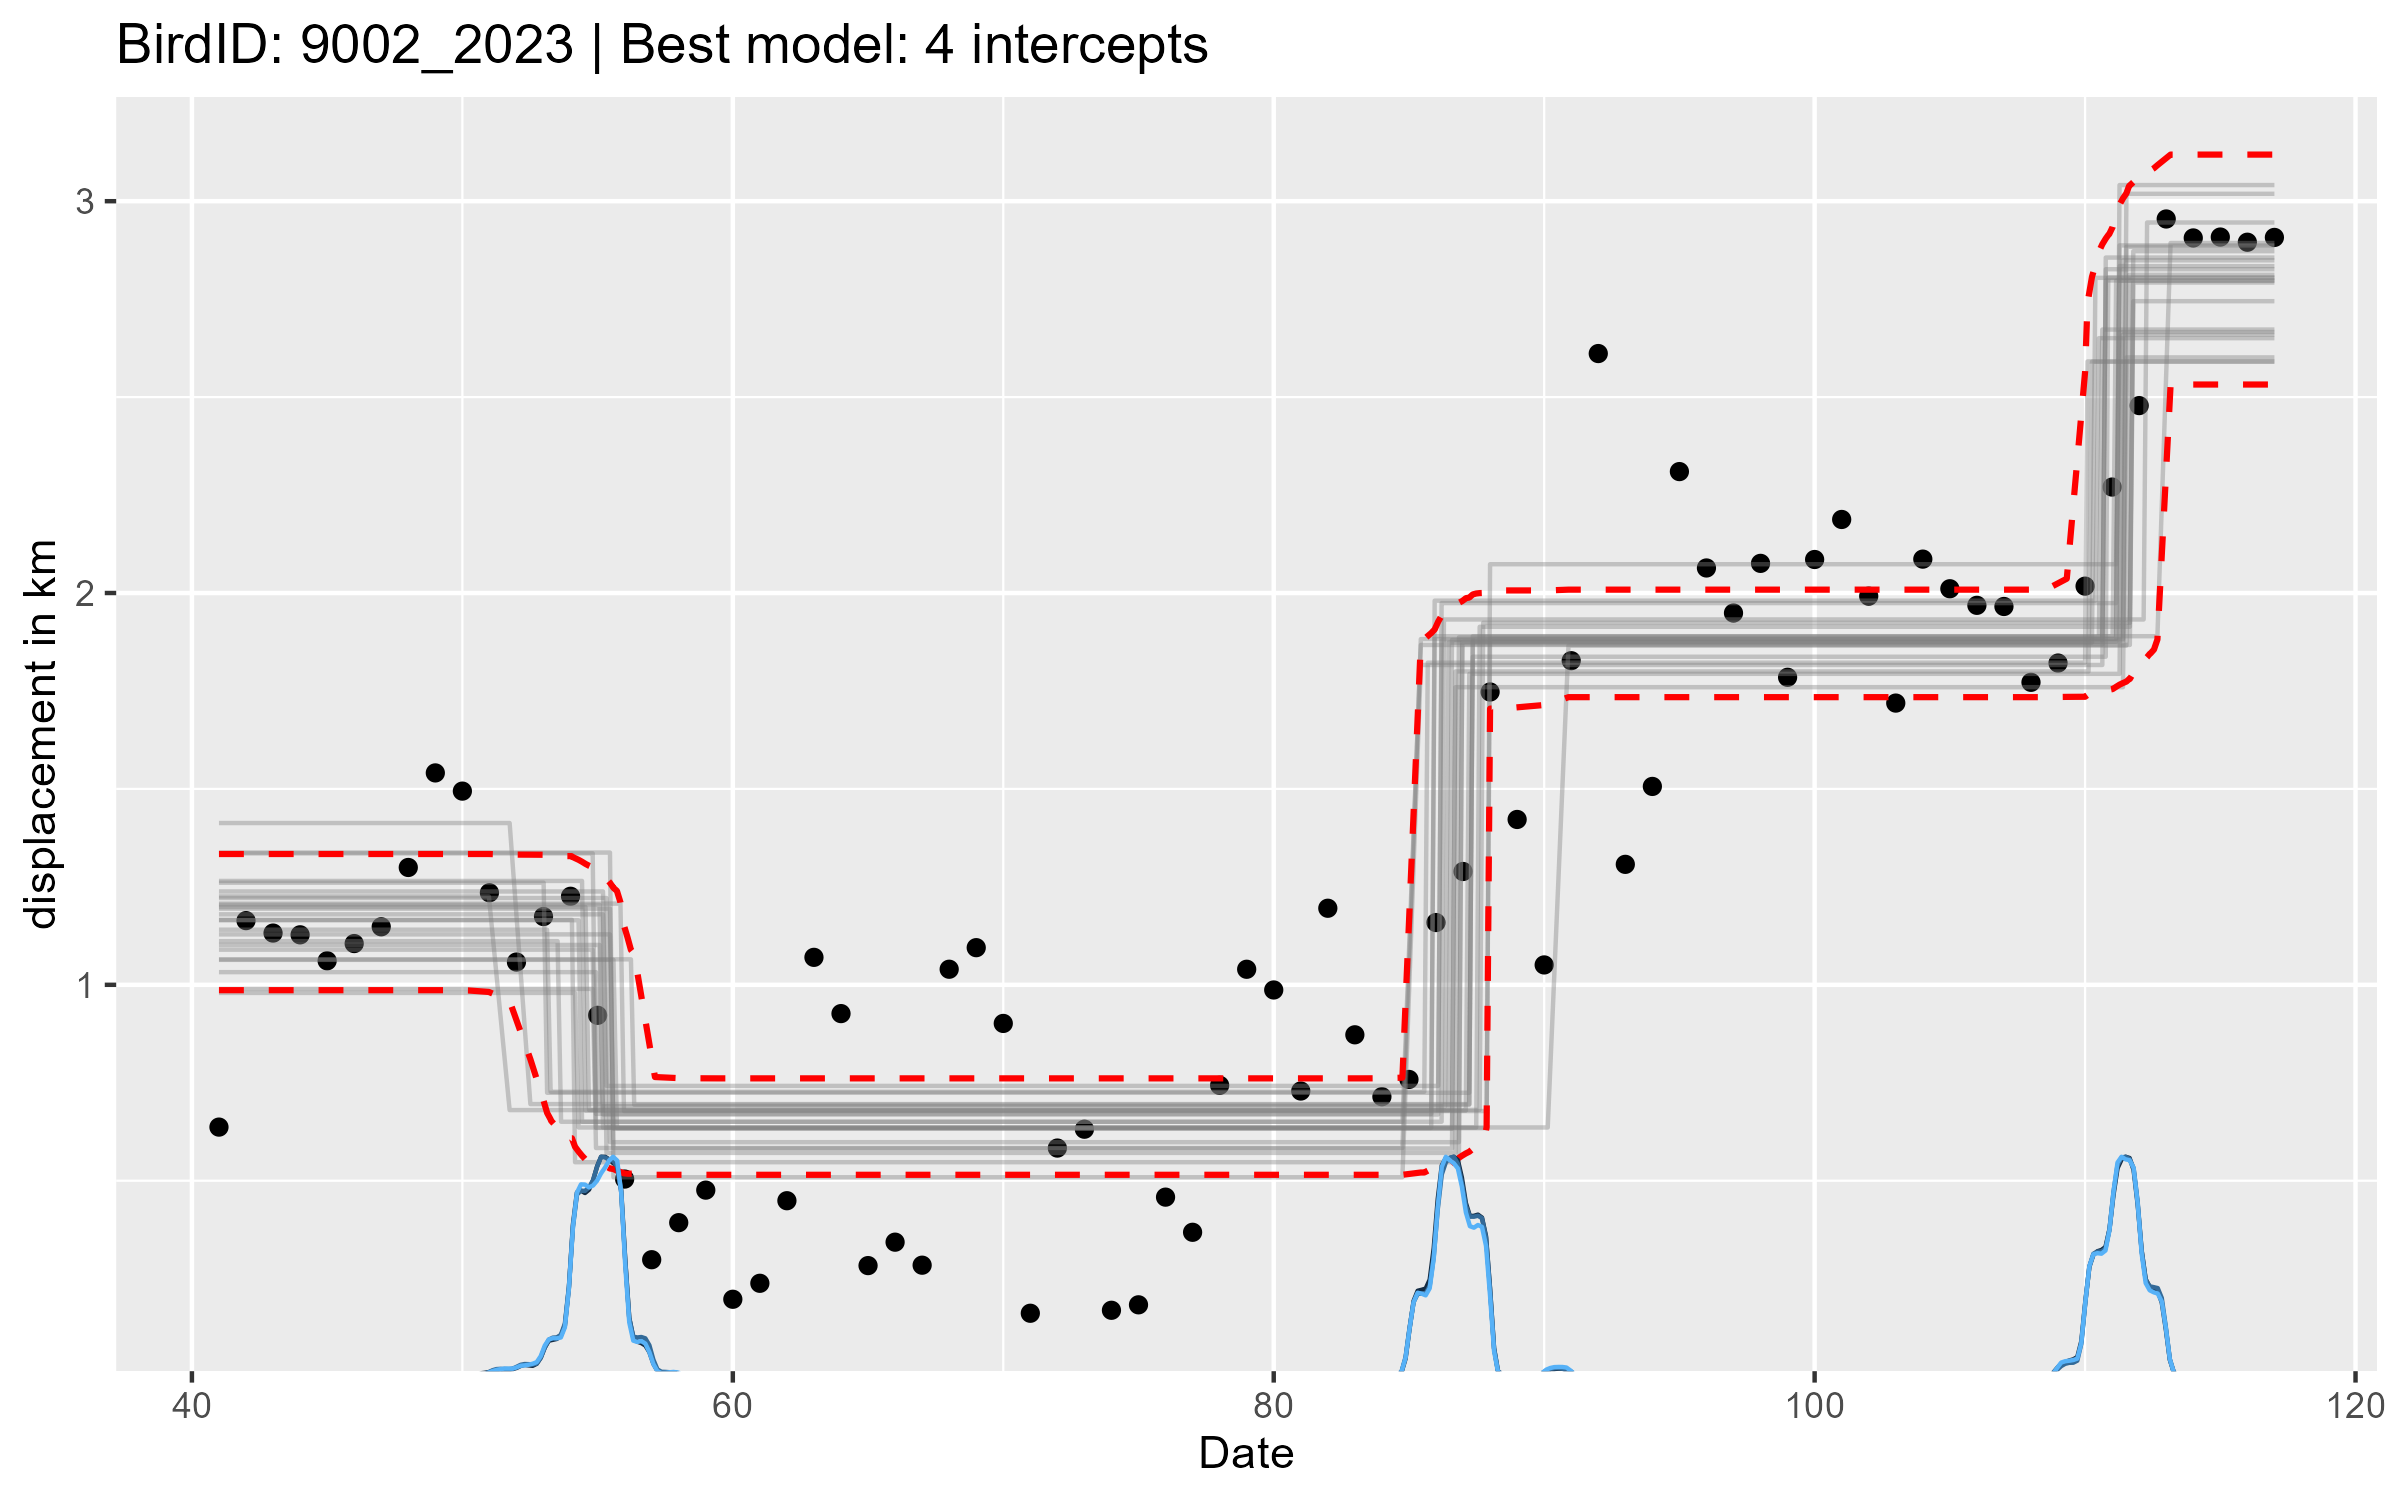 BirdID: 9002_2023 | Best model: 4 intercepts
displacement in km
3
2
1
40
60
80
100
120
Date